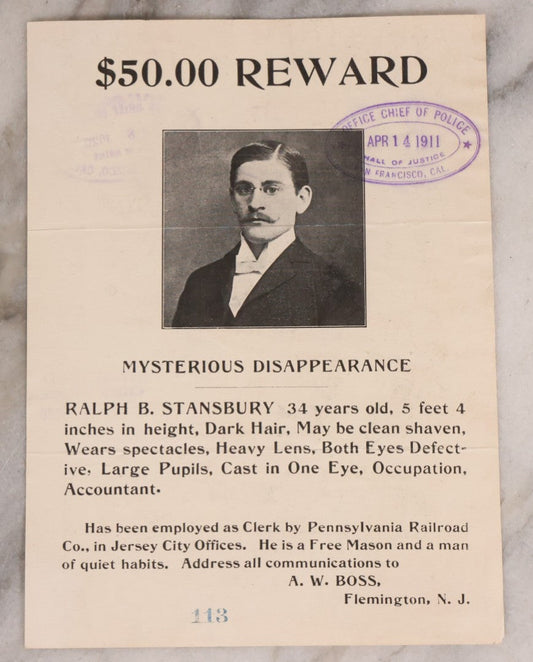 $50.00 REWARD
OFFICE CHIEF OF POLICE
APR 14 1911
HALL OF JUSTICE
SAN FRANCISCO, CAL
MYSTERIOUS DISAPPEARANCE
RALPH B. STANSBURY 34 years old, 5 feet 4
inches in height, Dark Hair, May be clean shaven,
Wears spectacles, Heavy Lens, Both Eyes Defect-
ive, Large Pupils, Cast in One Eye, Occupation,
Accountant.
Has been employed as Clerk by Pennsylvania Railroad
Co., in Jersey City Offices. He is a Free Mason and a man
of quiet habits. Address all communications to
A. W. BOSS,
Flemington, N. J.
113